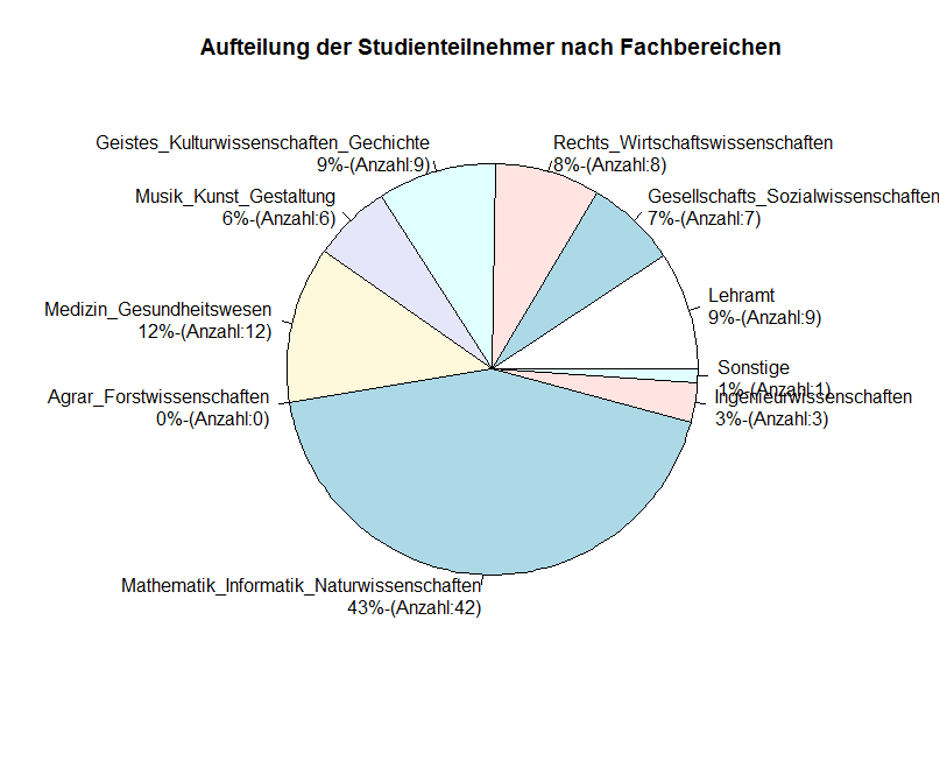 Aufteilung der Studienteilnehmer nach Fachbereichen
Geistes_Kulturwissenschaften_Gechichte
9%-(Anzahl:9)
Rechts_Wirtschaftswissenschaften
8%-(Anzahl:8)
Musik_Kunst_Gestaltung
6%-(Anzahl:6)
Gesellschafts_Sozialwissenschaften
7%-(Anzahl:7)
Medizin_Gesundheitswesen
12%-(Anzahl:12)
Lehramt
9%-(Anzahl:9)
Sonstige
1%-(Anzahl:1)
Agrar_Forstwissenschaften
0%-(Anzahl:0)
Ingenieurwissenschaften
3%-(Anzahl:3)
Mathematik_Informatik_Naturwissenschaften
43%-(Anzahl:42)